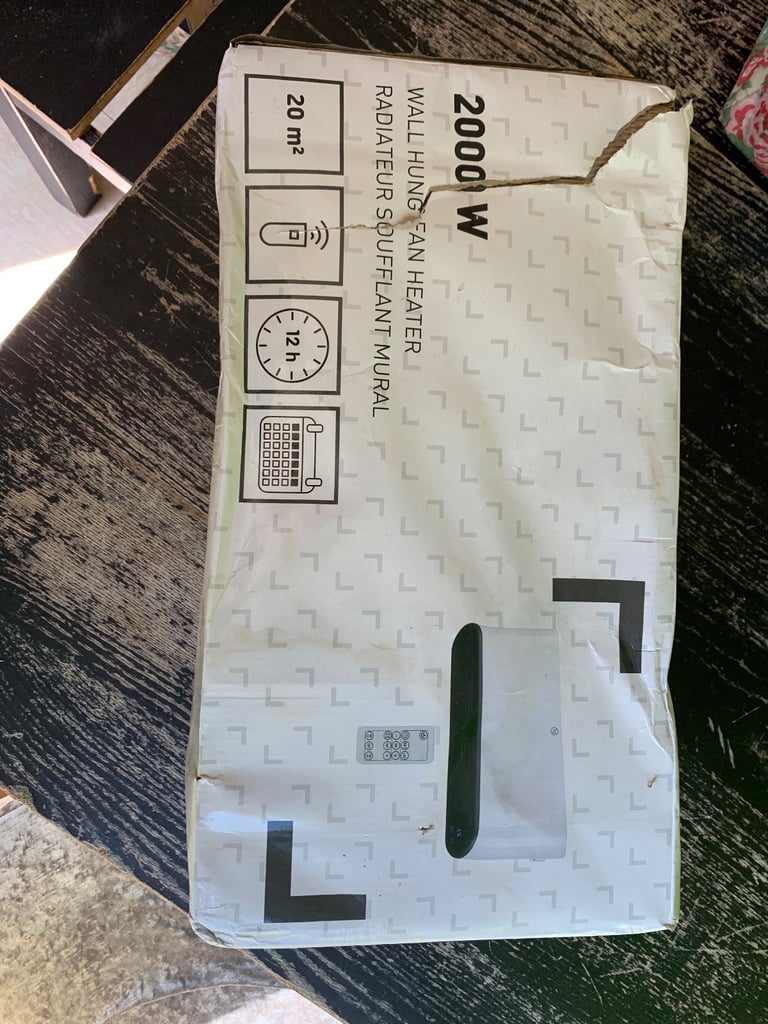 2000 W
WALL HUNG FAN HEATER
RADIATEUR SOUFFLANT MURAL
20 m²
12 h